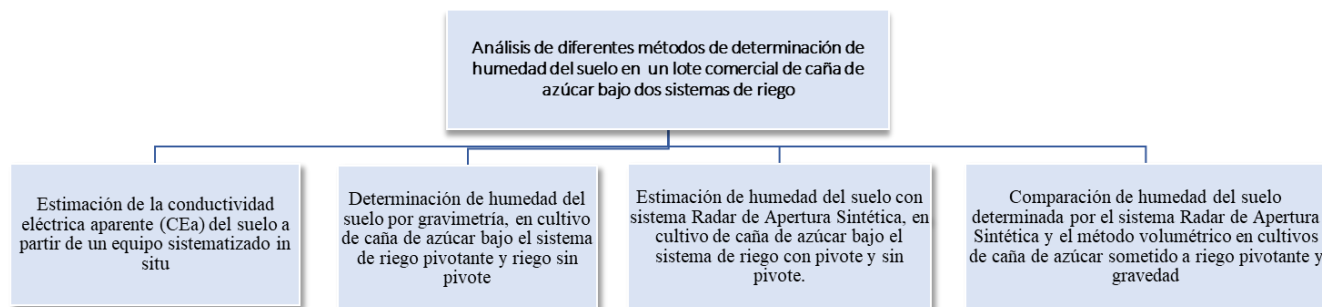 Análisis de diferentes métodos de determinación de
humedad del suelo en un lote comercial de caña de
azúcar bajo dos sistemas de riego
Estimación de la conductividad
eléctrica aparente (CEa) del suelo a
partir de un equipo sistematizado in
situ
Determinación de humedad del
suelo por gravimetría, en cultivo
de caña de azúcar bajo el sistema
de riego pivotante y riego sin
pivote
Estimación de humedad del suelo con
sistema Radar de Apertura Sintética, en
cultivo de caña de azúcar bajo el
sistema de riego con pivote y sin
pivote.
Comparación de humedad del suelo
determinada por el sistema Radar de Apertura
Sintética y el método volumétrico en cultivos
de caña de azúcar sometido a riego pivotante y
gravedad